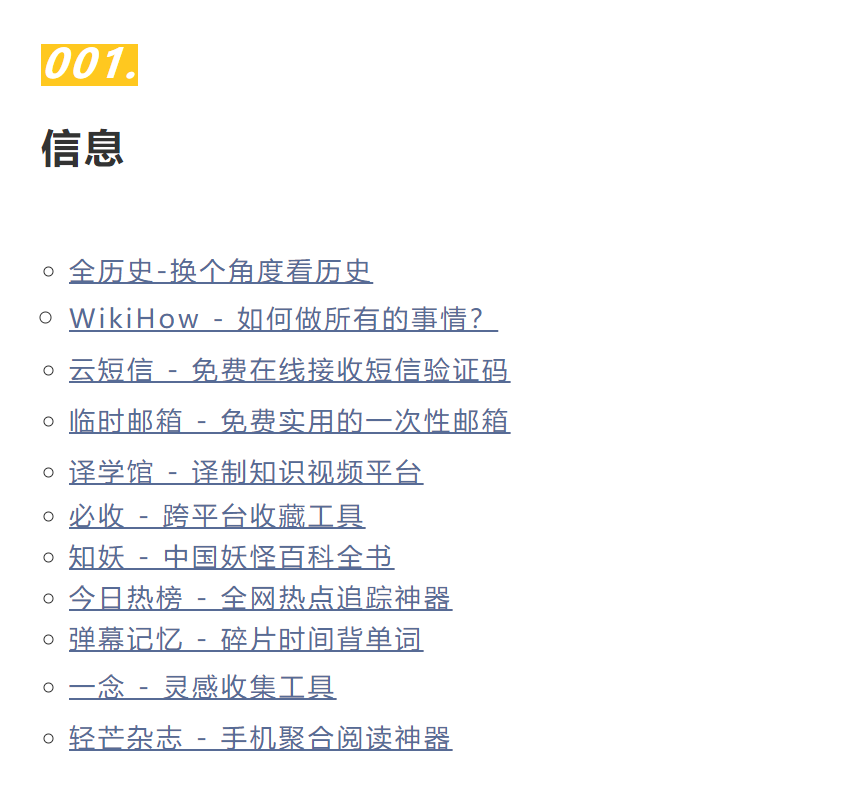 001.
信息
全历史-换个角度看历史
WikiHow - 如何做所有的事情？
云短信 - 免费在线接收短信验证码
临时邮箱 - 免费实用的一次性邮箱
译学馆 - 译制知识视频平台
必收 - 跨平台收藏工具
知妖 - 中国妖怪百科全书
今日热榜 - 全网热点追踪神器
弹幕记忆 - 碎片时间背单词
一念 - 灵感收集工具
轻芒杂志 - 手机聚合阅读神器